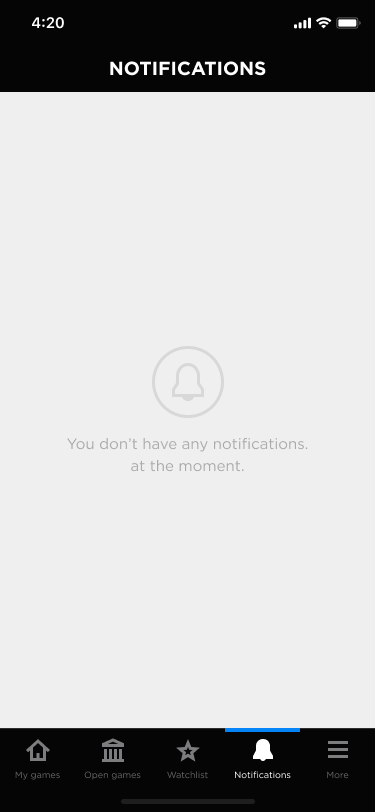 4:20
NOTIFICATIONS
You don’t have any notifications.
at the moment.
My games
Open games
Watchlist
Notifications
More